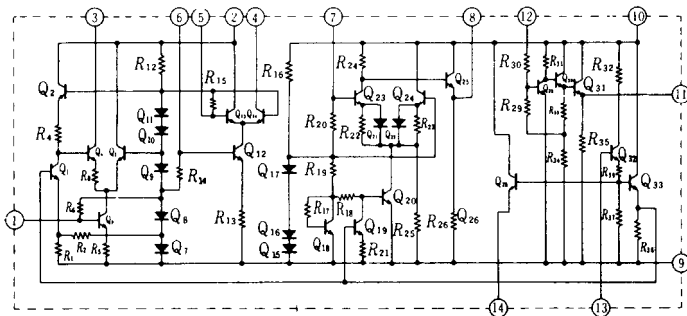 3 6 5 2 4 7 8 12 10
R12 R15 R16 R24 Q25 R30 R31 R32
Q2 Q11 Q23 Q24 Q31 11
R4 Q10 Q12 R20 R22 R23 R29 R35
Q1 R8 Q9 R14 Q17 R19 R34 Q32
R6 R13 R17 R18 Q20 Q33
1 Q8 Q16 Q18 Q19 R25 R26 Q26 R37 R36
R1 R2 R5 Q7 Q15 R21 9
14 13